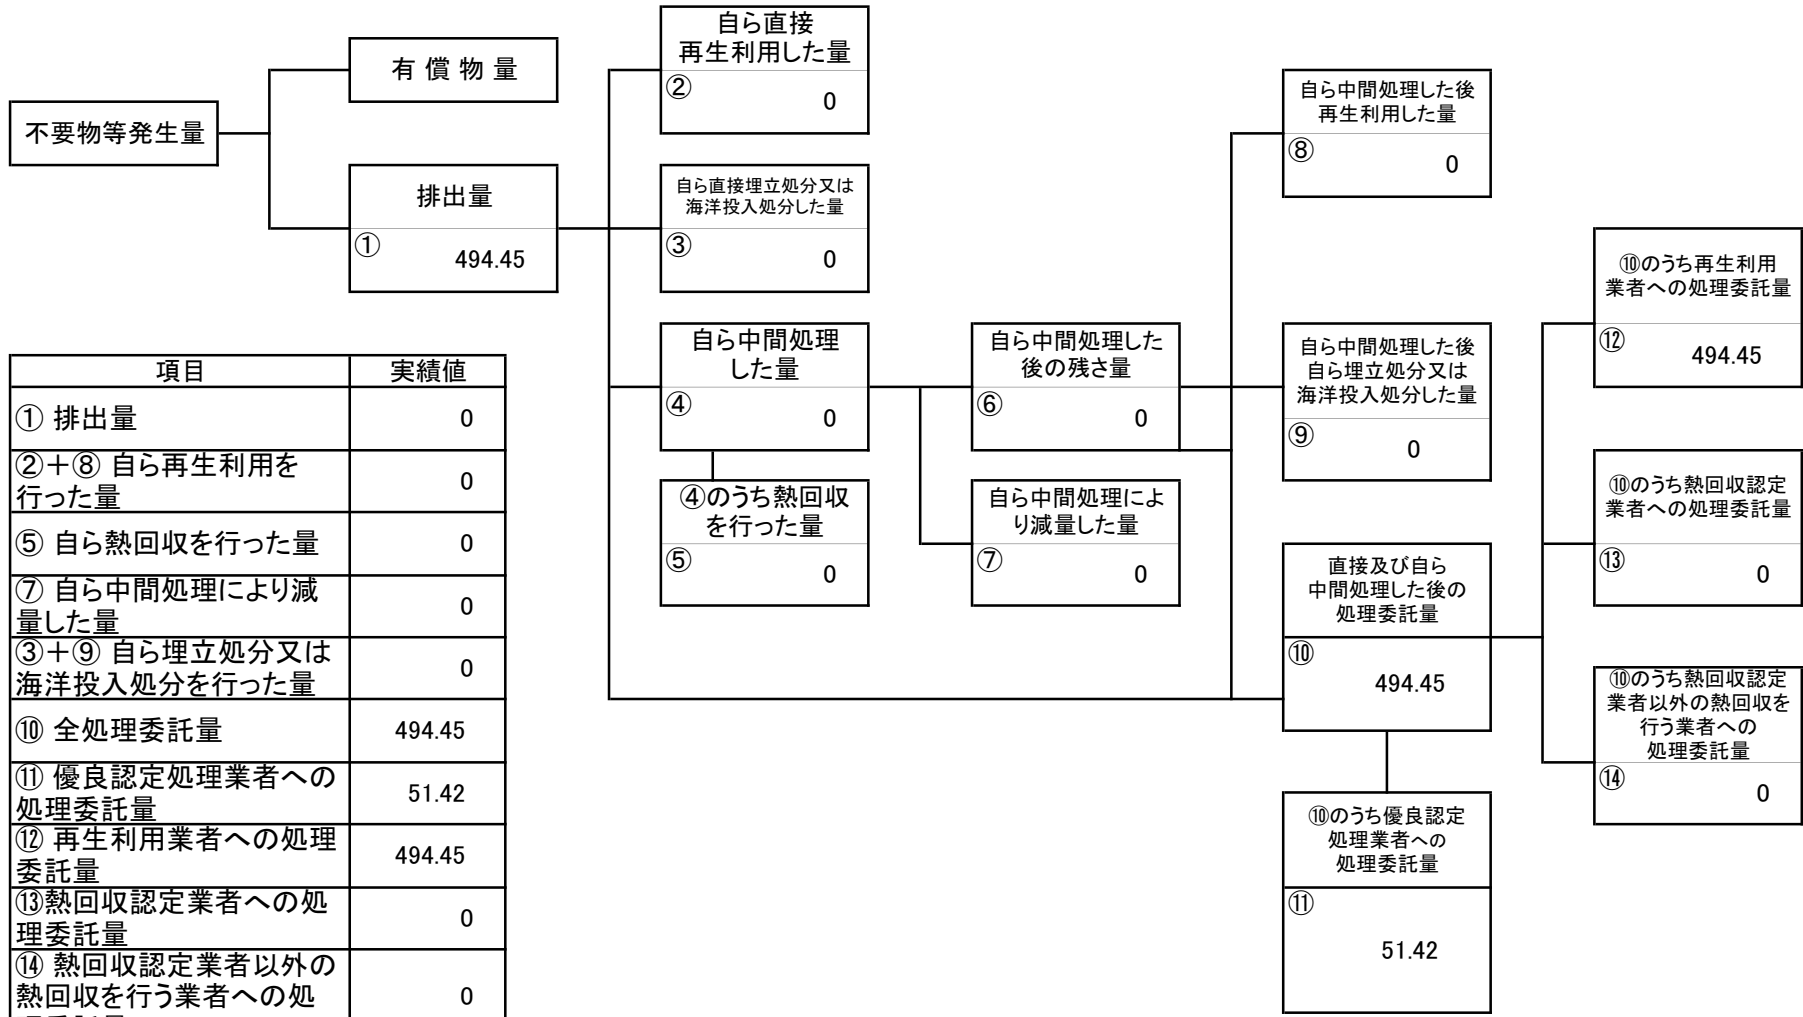 不要物等発生量
有償物量
排出量
①
494.45
自ら直接
再生利用した量
②
0
自ら直接埋立処分又は
海洋投入処分した量
③
0
自ら中間処理
した量
④
0
④のうち熱回収
を行った量
⑤
0
自ら中間処理した
後の残さ量
⑥
0
自ら中間処理によ
り減量した量
⑦
0
自ら中間処理した後
再生利用した量
⑧
0
自ら中間処理した後
自ら埋立処分又は
海洋投入処分した量
⑨
0
直接及び自ら
中間処理した後の
処理委託量
⑩
494.45
⑩のうち優良認定
処理業者への
処理委託量
⑪
51.42
⑩のうち再生利用
業者への処理委託量
⑫
494.45
⑩のうち熱回収認定
業者への処理委託量
⑬
0
⑩のうち熱回収認定
業者以外の熱回収を
行う業者への
処理委託量
⑭
0
項目 実績値
① 排出量 0
②+⑧ 自ら再生利用を
行った量 0
⑤ 自ら熱回収を行った量 0
⑦ 自ら中間処理により減
量した量 0
③+⑨ 自ら埋立処分又は
海洋投入処分を行った量 0
⑩ 全処理委託量 494.45
⑪ 優良認定処理業者への
処理委託量 51.42
⑫ 再生利用業者への処理
委託量 494.45
⑬熱回収認定業者への処
理委託量 0
⑭ 熱回収認定業者以外の
熱回収を行う業者への処 0